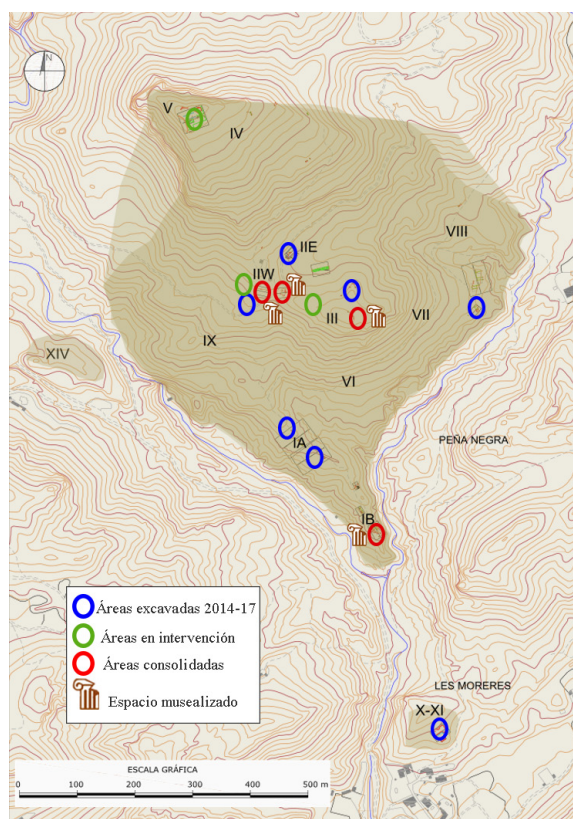 N
V
IV
VIII
IIE
IIW
III
VII
IX
XIV
VI
IA
PEÑA NEGRA
IB
Áreas excavadas 2014-17
Áreas en intervención
Áreas consolidadas
Espacio musealizado
LES MORERES
X-XI
ESCALA GRÁFICA
0 100 200 300 400 500 m